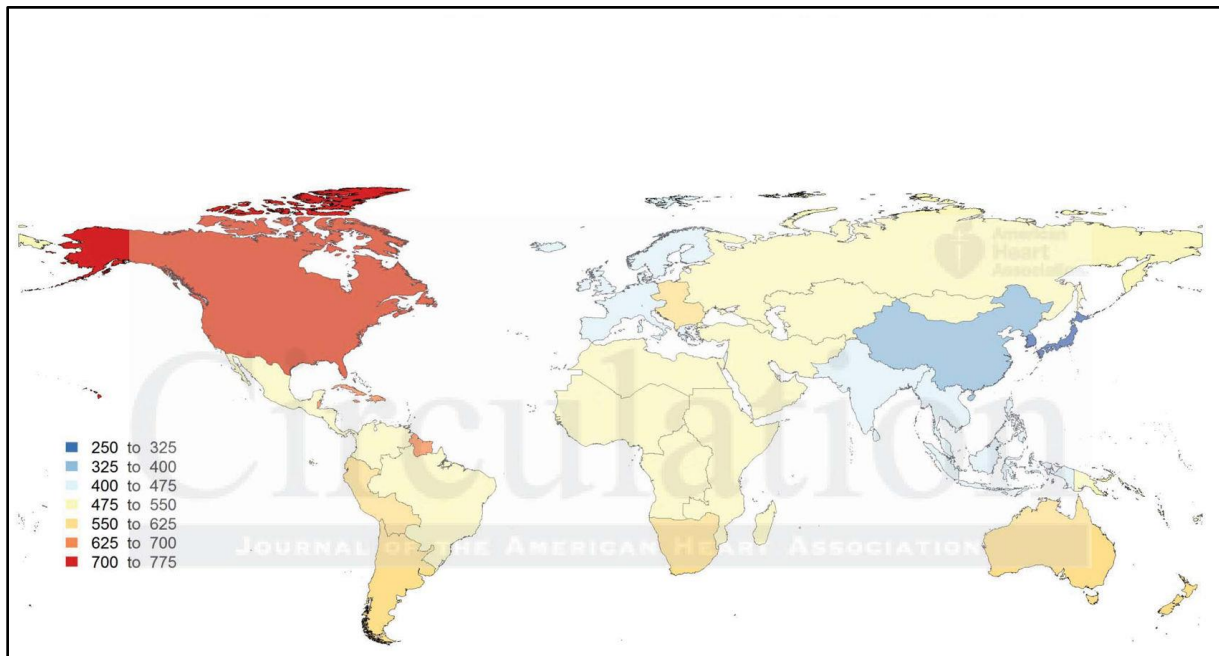 American
Heart
Association
Circulation
250 to 325
325 to 400
400 to 475
475 to 550
550 to 625
625 to 700
700 to 775
JOURNAL OF THE AMERICAN HEART ASSOCIATION